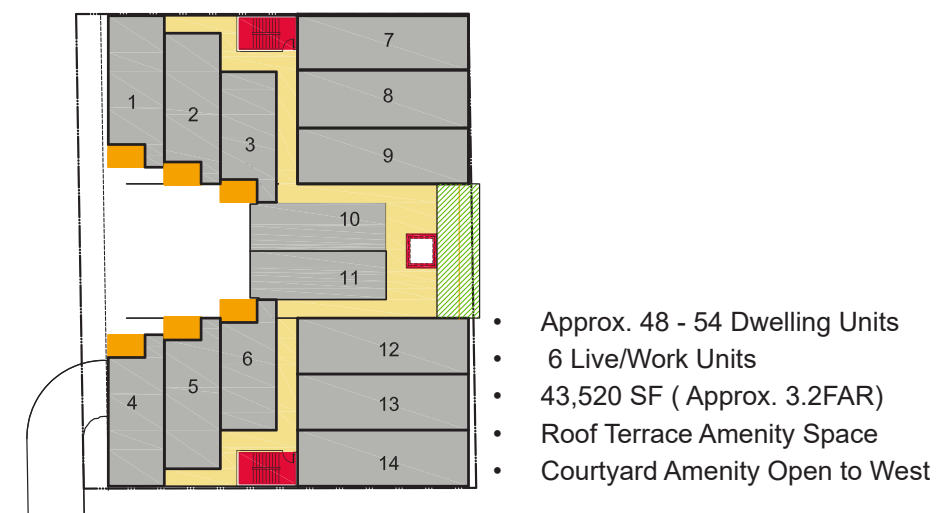 7
8
1
2
3
9
10
11
6
12
5
4
13
14
• Approx. 48 - 54 Dwelling Units
• 6 Live/Work Units
• 43,520 SF ( Approx. 3.2FAR)
• Roof Terrace Amenity Space
• Courtyard Amenity Open to West